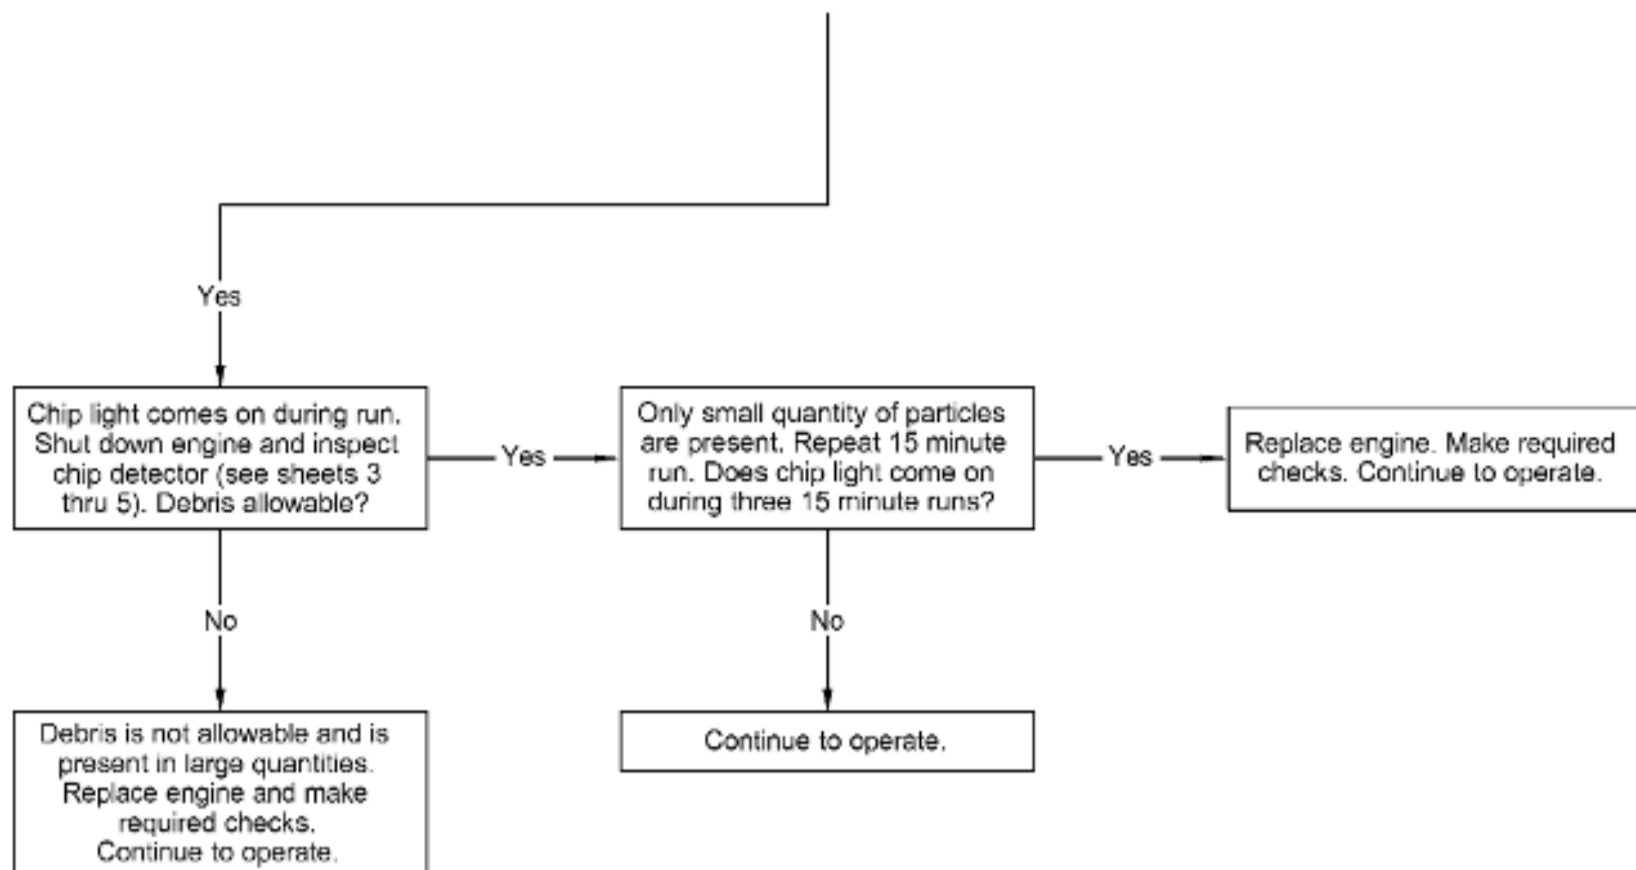 Yes
Chip light comes on during run.
Shut down engine and inspect
chip detector (see sheets 3
thru 5). Debris allowable?
Yes
Only small quantity of particles
are present. Repeat 15 minute
run. Does chip light come on
during three 15 minute runs?
Yes
Replace engine. Make required
checks. Continue to operate.
No
No
Debris is not allowable and is
present in large quantities.
Replace engine and make
required checks.
Continue to operate.
Continue to operate.